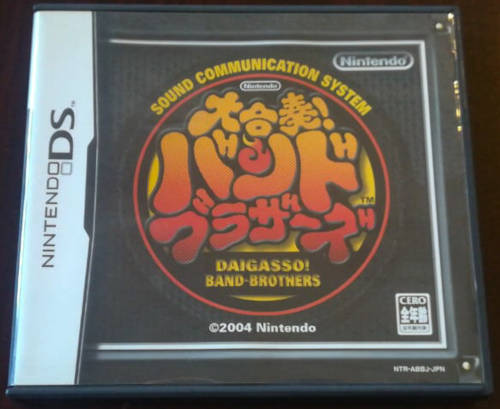 NINTENDO DS
SOUND COMMUNICATION SYSTEM
Nintendo
Nintendo
大合奏!
バンド
ブラザーズ
TM
DAIGASSO!
BAND-BROTHERS
©2004 Nintendo
CERO
全年齢
NTR-ABBJ-JPN